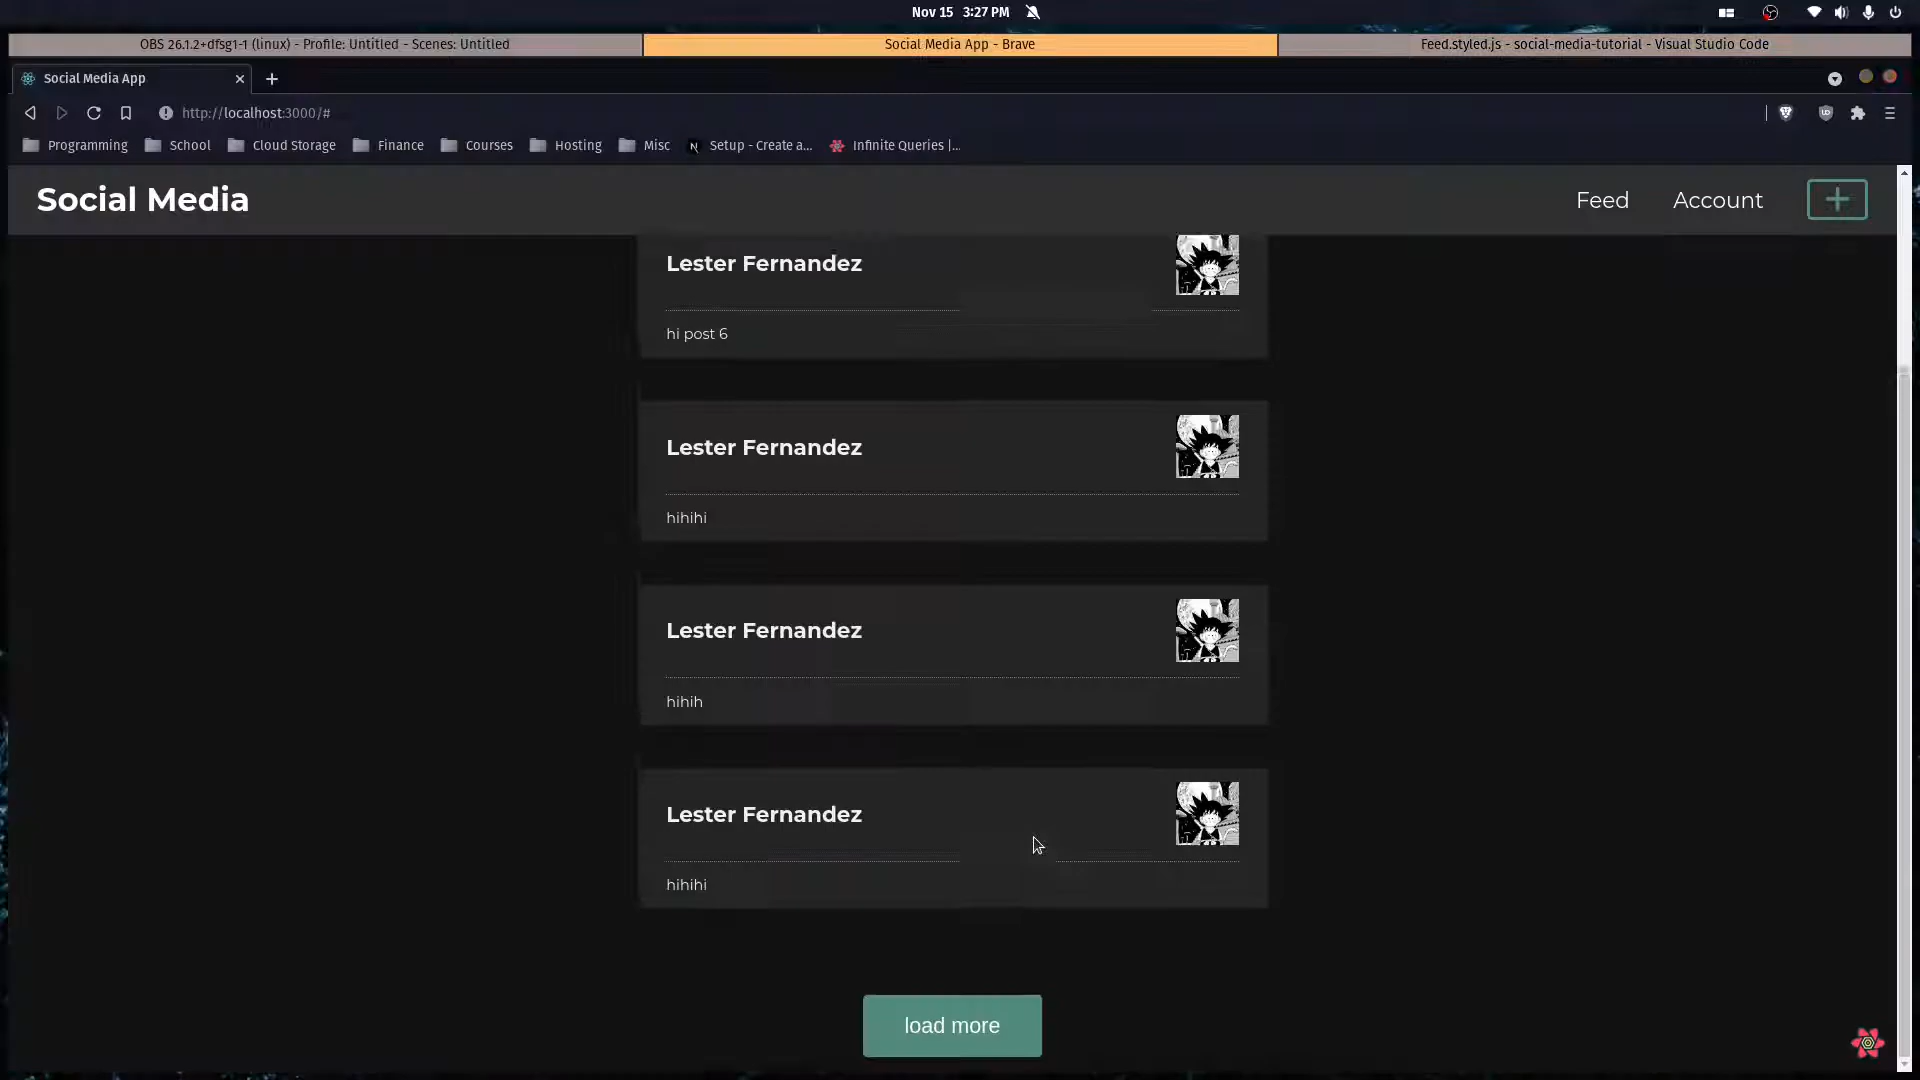 Nov 15 3:27 PM
OBS 26.1.2+dfsg1-1 (linux) - Profile: Untitled - Scenes: Untitled
Social Media App - Brave
Feed.styled.js - social-media-tutorial - Visual Studio Code
Social Media App
http://localhost:3000/#
Programming School Cloud Storage Finance Courses Hosting Misc Setup - Create a... Infinite Queries |...
Social Media
Feed Account
Lester Fernandez
hi post 6
Lester Fernandez
hihihi
Lester Fernandez
hihih
Lester Fernandez
hihihi
load more